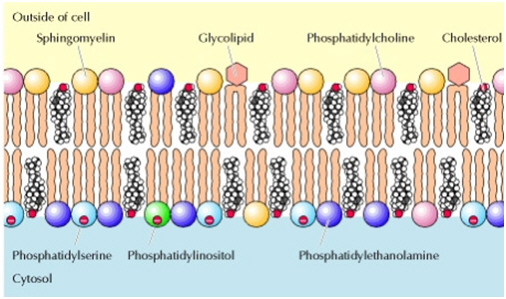 Outside of cell
Sphingomyelin Glycolipid Phosphatidylcholine Cholesterol
Phosphatidylserine Phosphatidylinositol Phosphatidylethanolamine
Cytosol